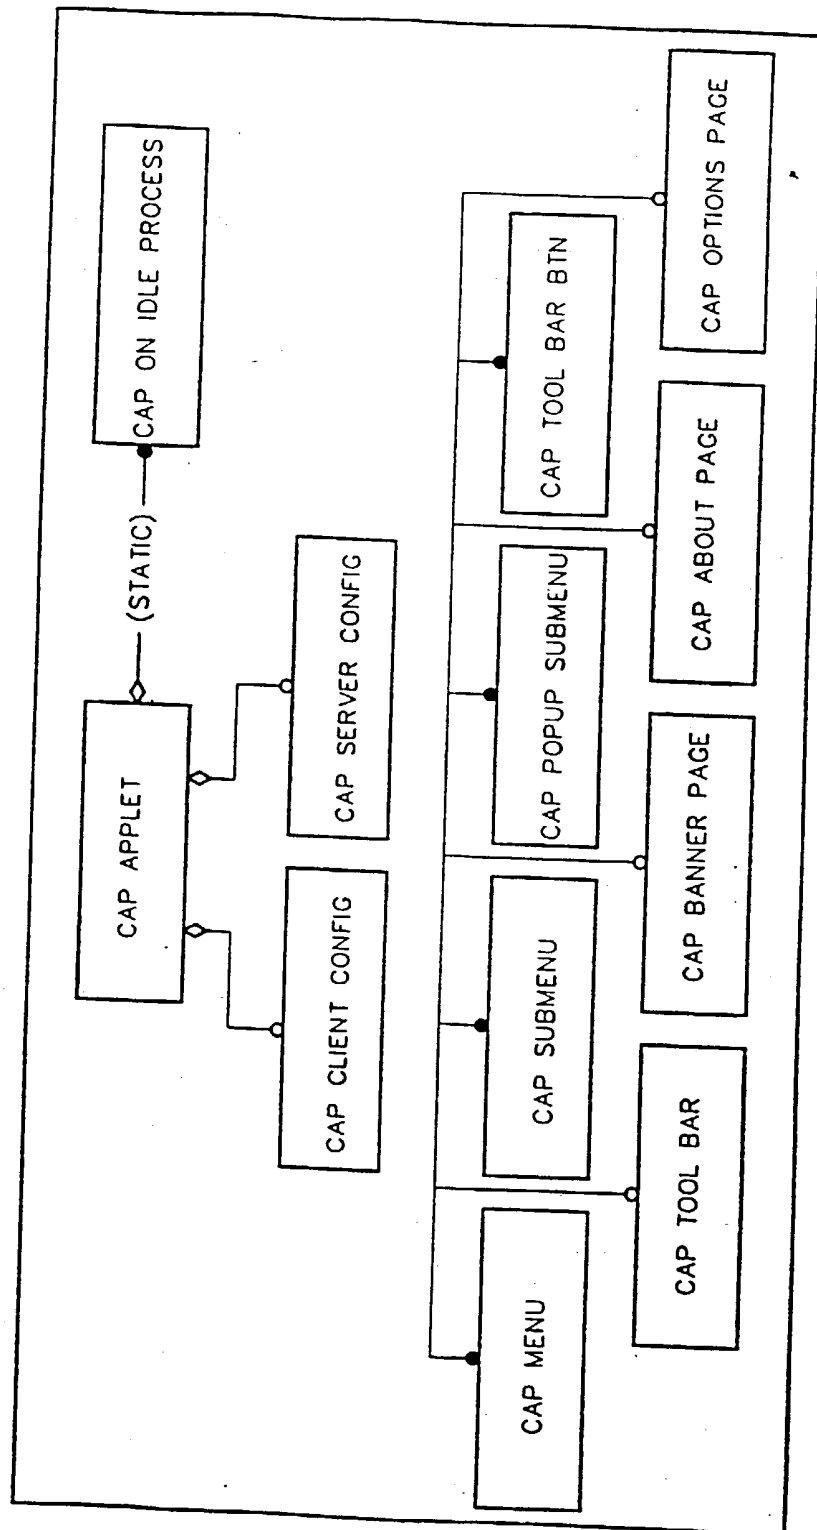 CAP APPLET
(STATIC)
CAP ON IDLE PROCESS
CAP CLIENT CONFIG
CAP SERVER CONFIG
CAP MENU
CAP SUBMENU
CAP POPUP SUBMENU
CAP TOOL BAR BTN
CAP TOOL BAR
CAP BANNER PAGE
CAP ABOUT PAGE
CAP OPTIONS PAGE